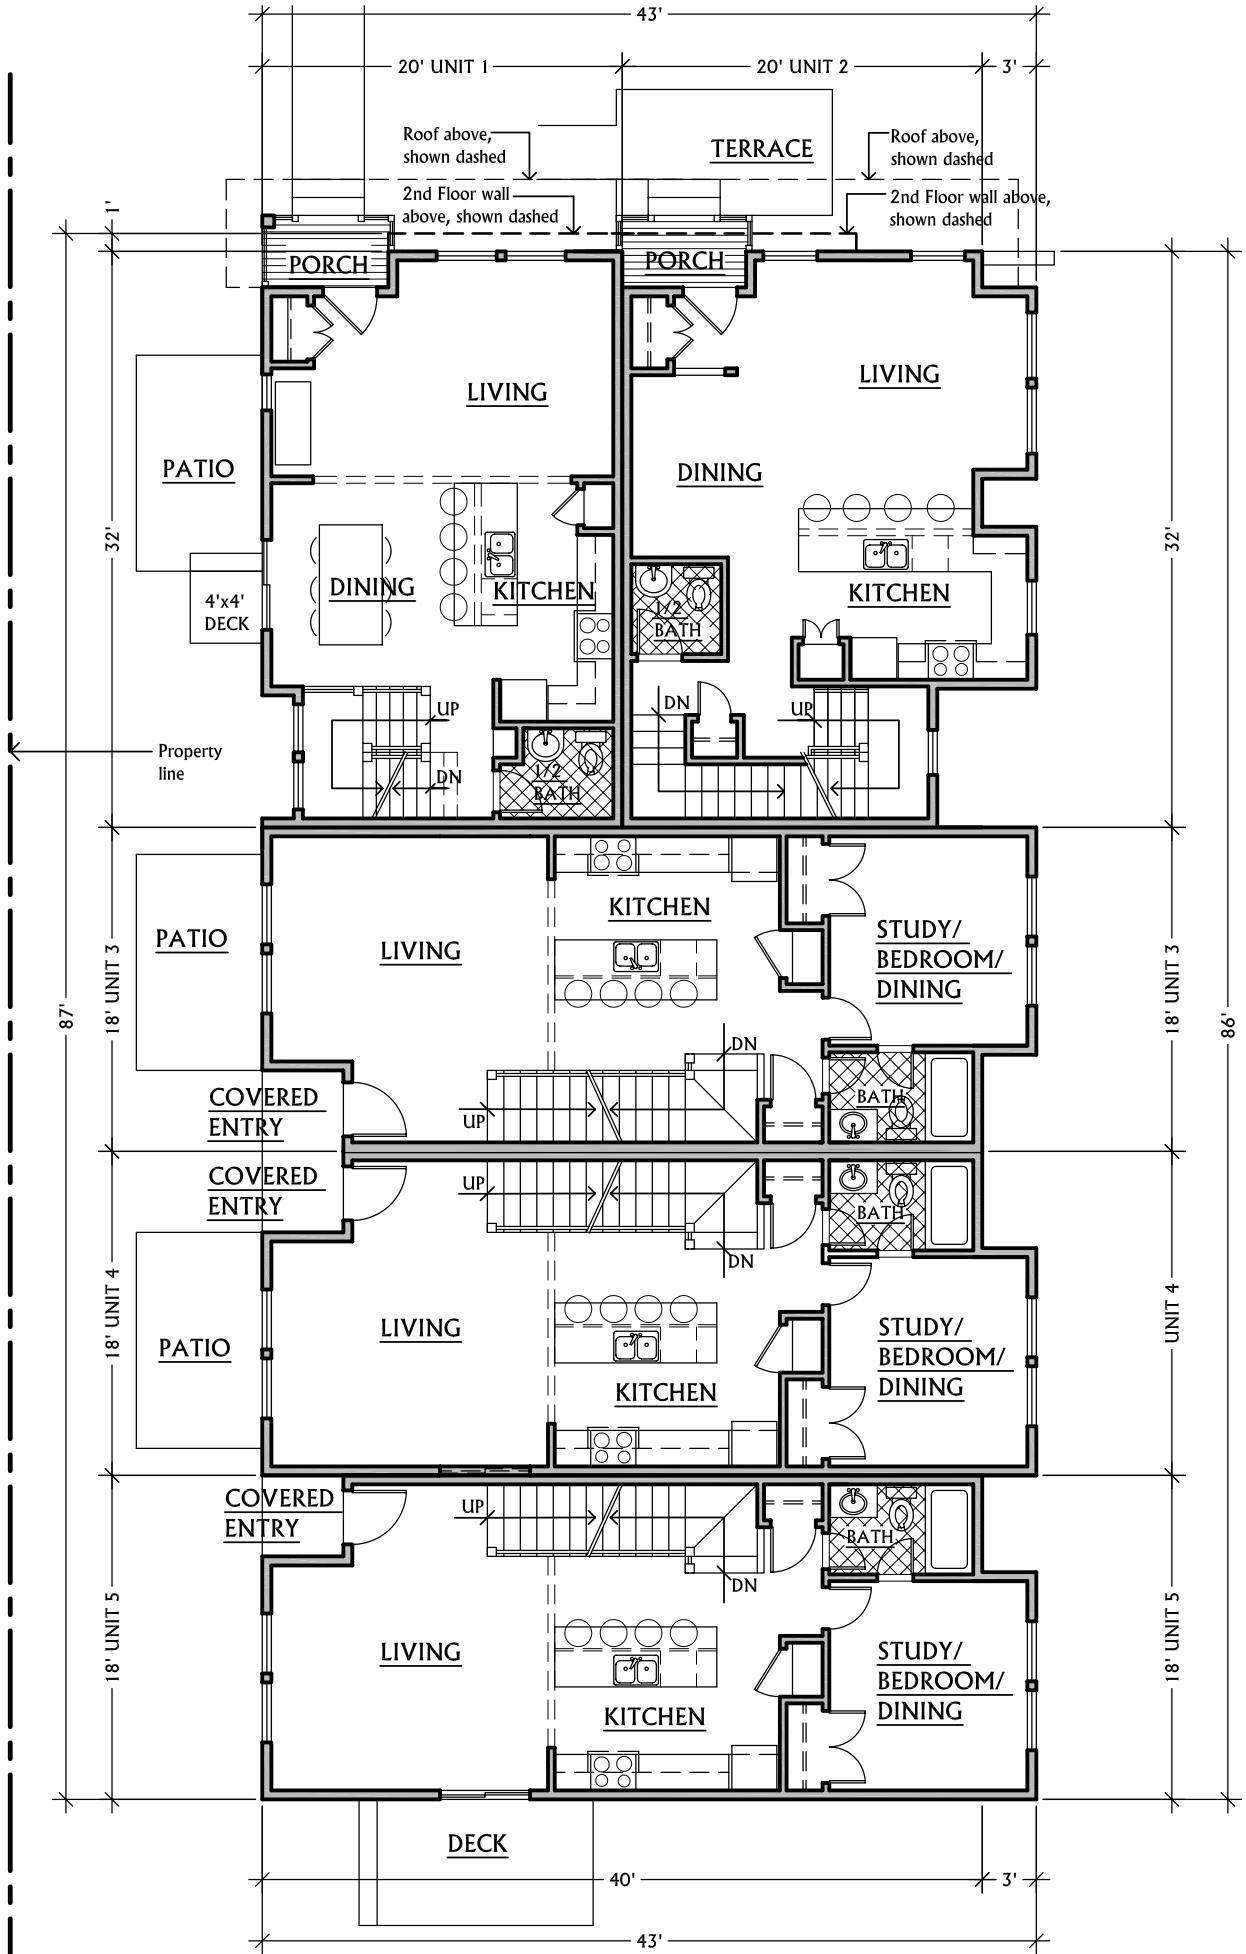 43'
20' UNIT 1
20' UNIT 2
3'
Roof above,
shown dashed
TERRACE
Roof above,
shown dashed
2nd Floor wall
above, shown dashed
2nd Floor wall above,
shown dashed
1'
PORCH
PORCH
LIVING
LIVING
PATIO
DINING
32'
32'
DINING
KITCHEN
KITCHEN
4'x4'
DECK
1/2
BATH
UP
DN
UP
Property
line
DN
1/2
BATH
KITCHEN
PATIO
LIVING
STUDY/
BEDROOM/
DINING
18' UNIT 3
18' UNIT 3
87'
86'
DN
COVERED
ENTRY
UP
BATH
COVERED
ENTRY
UP
BATH
DN
18' UNIT 4
UNIT 4
PATIO
LIVING
STUDY/
BEDROOM/
DINING
KITCHEN
COVERED
ENTRY
UP
BATH
DN
18' UNIT 5
18' UNIT 5
LIVING
STUDY/
BEDROOM/
DINING
KITCHEN
DECK
40'
3'
43'